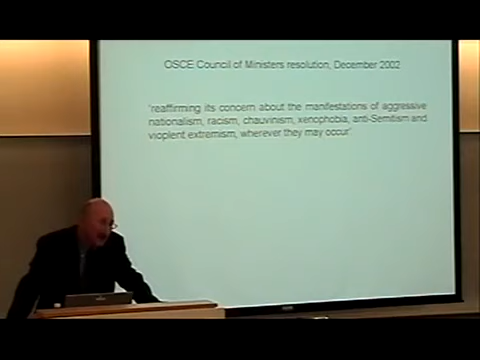 OSCE Council of Ministers resolution, December 2002
'reaffirming its concern about the manifestations of aggressive
nationalism, racism, chauvinism, xenophobia, anti-Semitism and
vioplent extremism, wherever they may occur'